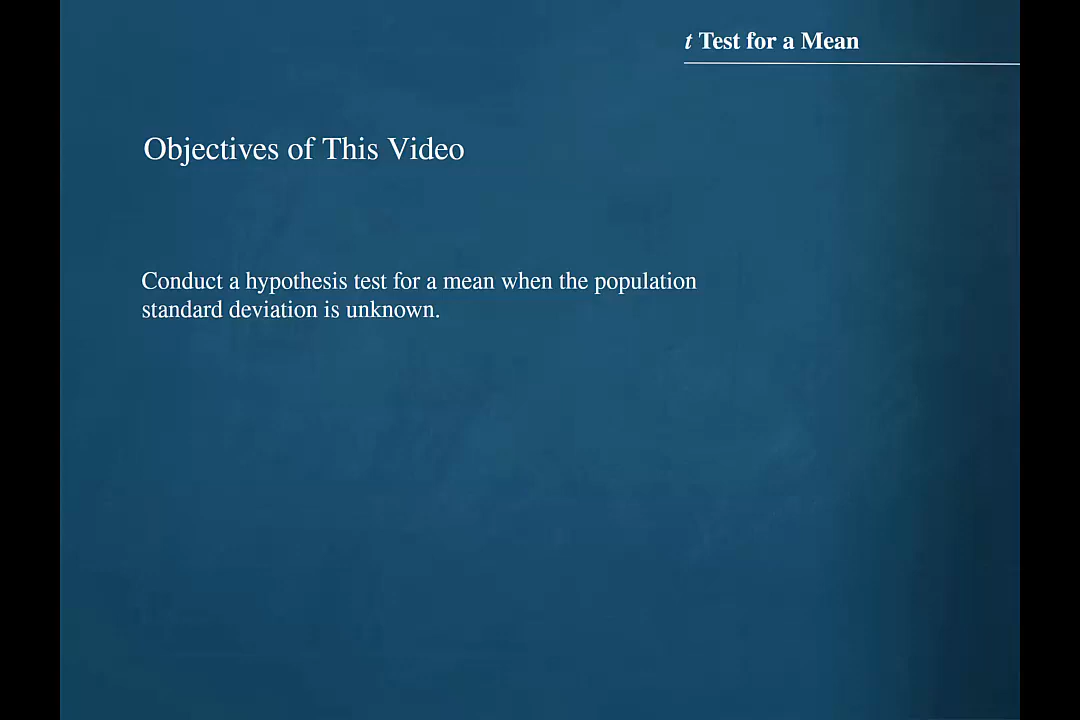 t Test for a Mean
Objectives of This Video
Conduct a hypothesis test for a mean when the population
standard deviation is unknown.